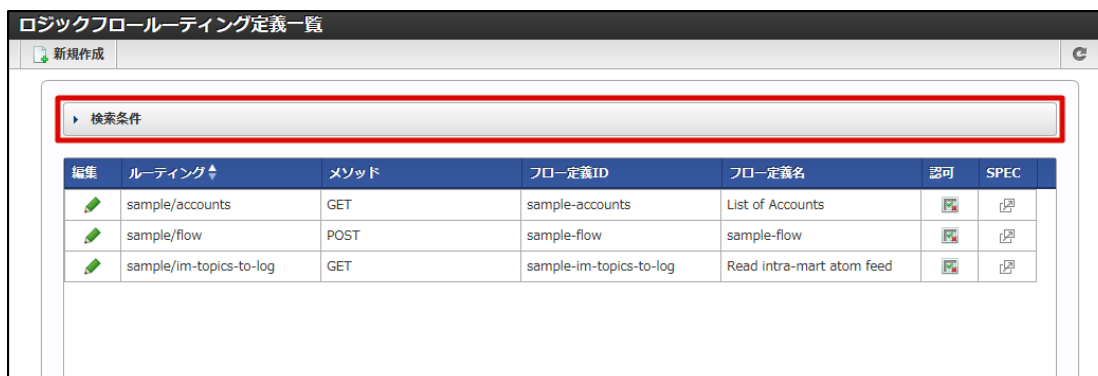 ロジックフロールーティング定義一覧
新規作成
検索条件
編集 ルーティング メソッド フロー定義ID フロー定義名 認可 SPEC
sample/accounts GET sample-accounts List of Accounts
sample/flow POST sample-flow sample-flow
sample/im-topics-to-log GET sample-im-topics-to-log Read intra-mart atom feed